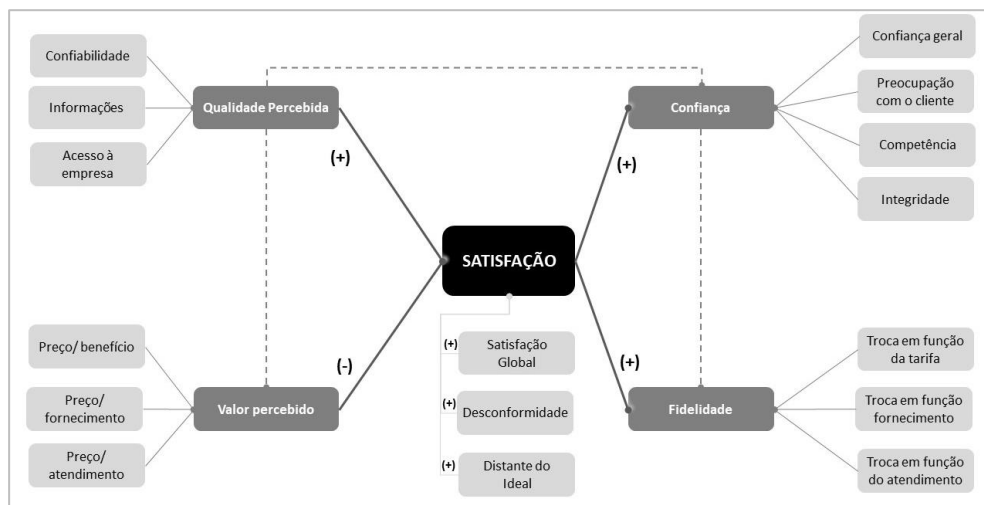 Confiabilidade
Informações
Acesso à
empresa
Qualidade Percebida
(+)
Preço/ benefício
Preço/
fornecimento
Preço/
atendimento
Valor percebido
(-)
SATISFAÇÃO
(+)
Satisfação
Global
(+)
Desconformidade
(+)
Distante do
Ideal
(+)
Confiança
Confiança geral
Preocupação
com o cliente
Competência
Integridade
(+)
Fidelidade
Troca em função
da tarifa
Troca em função
fornecimento
Troca em função
do atendimento